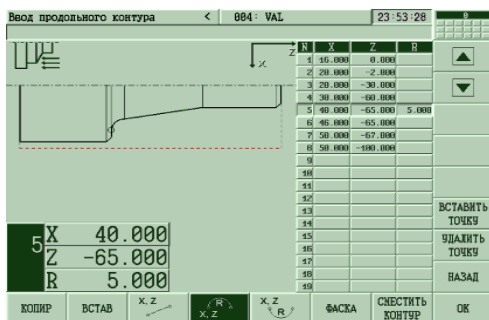 Ввод продольного контура < 004: VAL 23:53:28 0
Z
X
N X Z R
1 16.000 0.000
2 20.000 -2.000
3 20.000 -30.000
4 30.000 -60.000
5 40.000 -65.000 5.000
6 46.000 -65.000
7 50.000 -67.000
8 50.000 -100.000
9
10
11
12
13
14
15
16
17
18
19
5 X 40.000
Z -65.000
R 5.000
ВСТАВИТЬ
ТОЧКУ
УДАЛИТЬ
ТОЧКУ
НАЗАД
КОПИР ВСТАВ X, Z X, Z R X, Z R ФАСКА СМЕСТИТЬ
КОНТУР OK